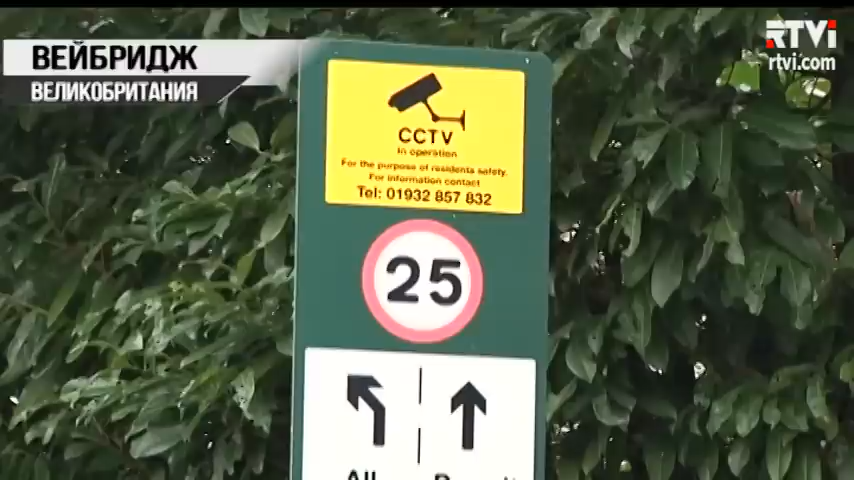 ВЕЙБРИДЖ
ВЕЛИКОБРИТАНИЯ
RTVi
rtvi.com
CCTV
In operation
For the purpose of residents safety.
For information contact
Tel: 01932 857 832
25
All